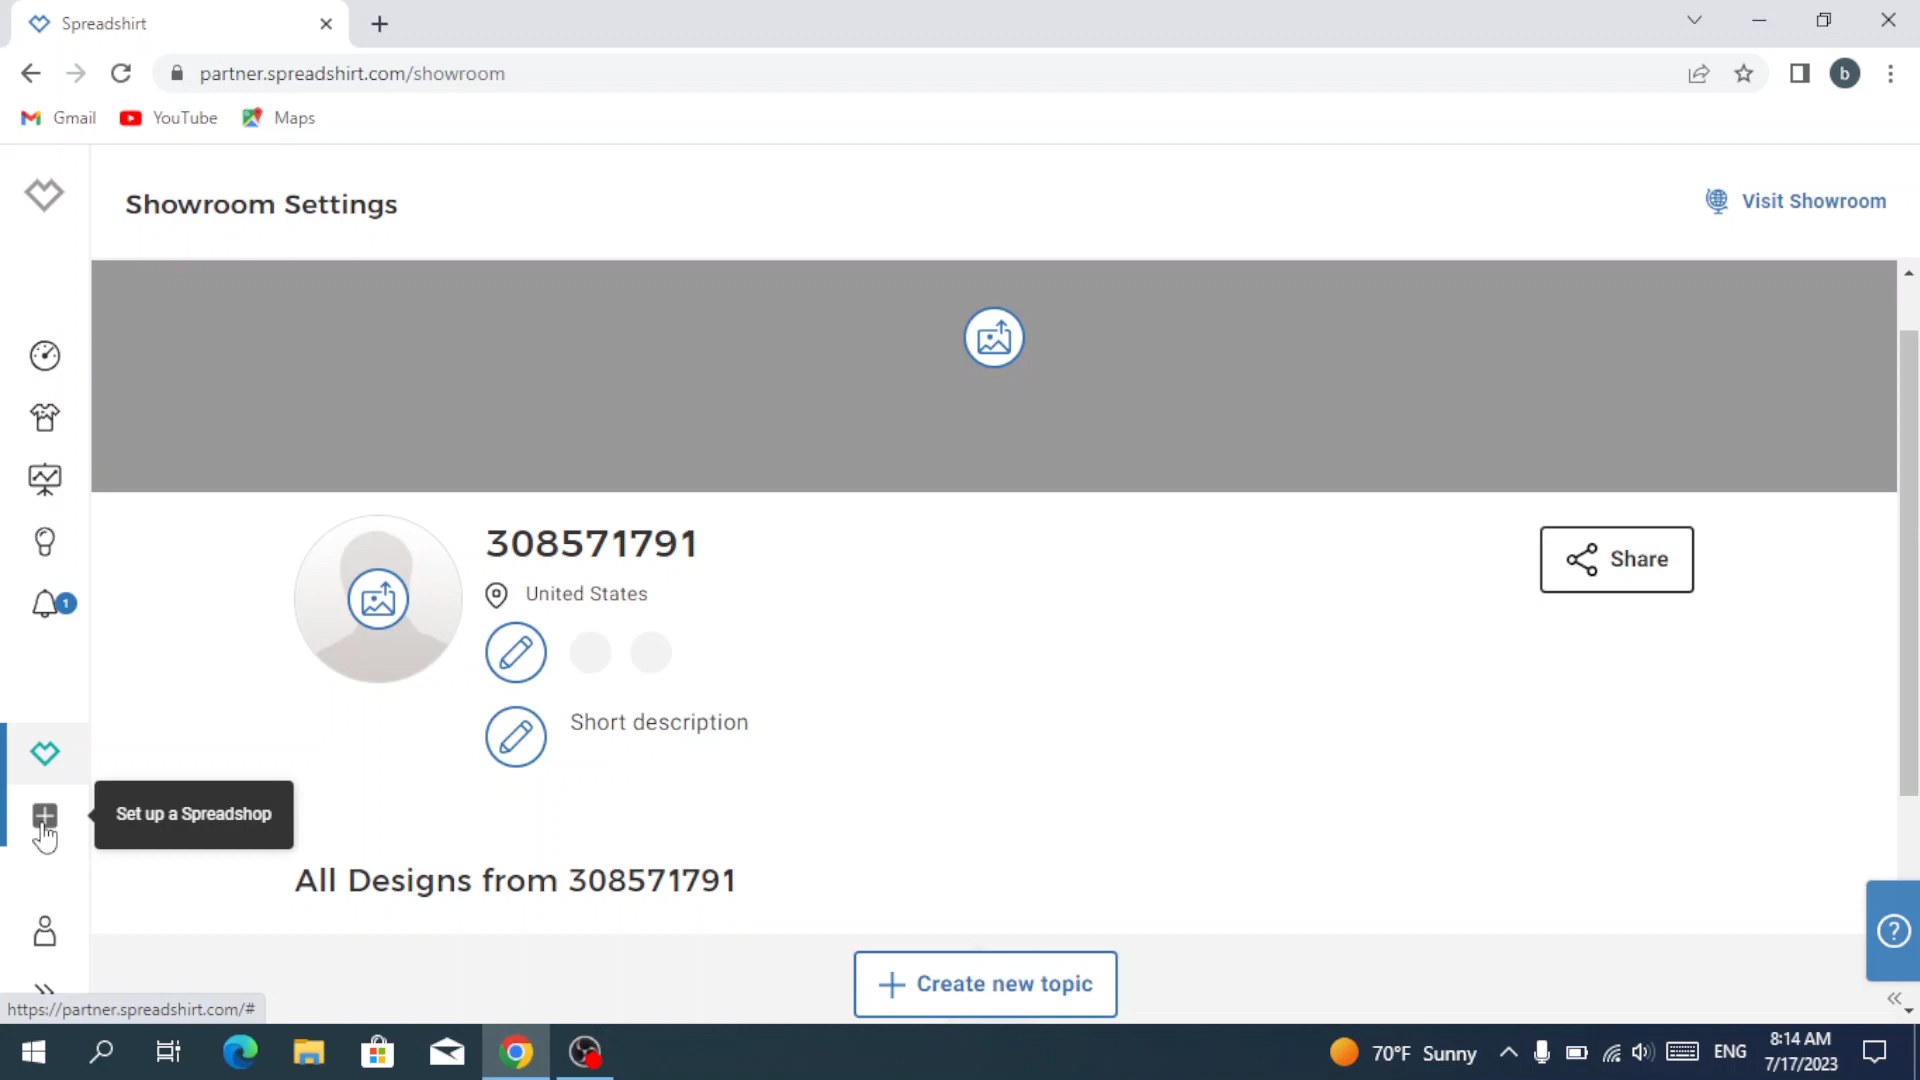 Spreadshirt
partner.spreadshirt.com/showroom
b
Gmail
YouTube
Maps
Showroom Settings
Visit Showroom
308571791
United States
Share
1
Short description
Set up a Spreadshop
All Designs from 308571791
?
Create new topic
https://partner.spreadshirt.com/#
70°F Sunny
ENG
8:14 AM
7/17/2023